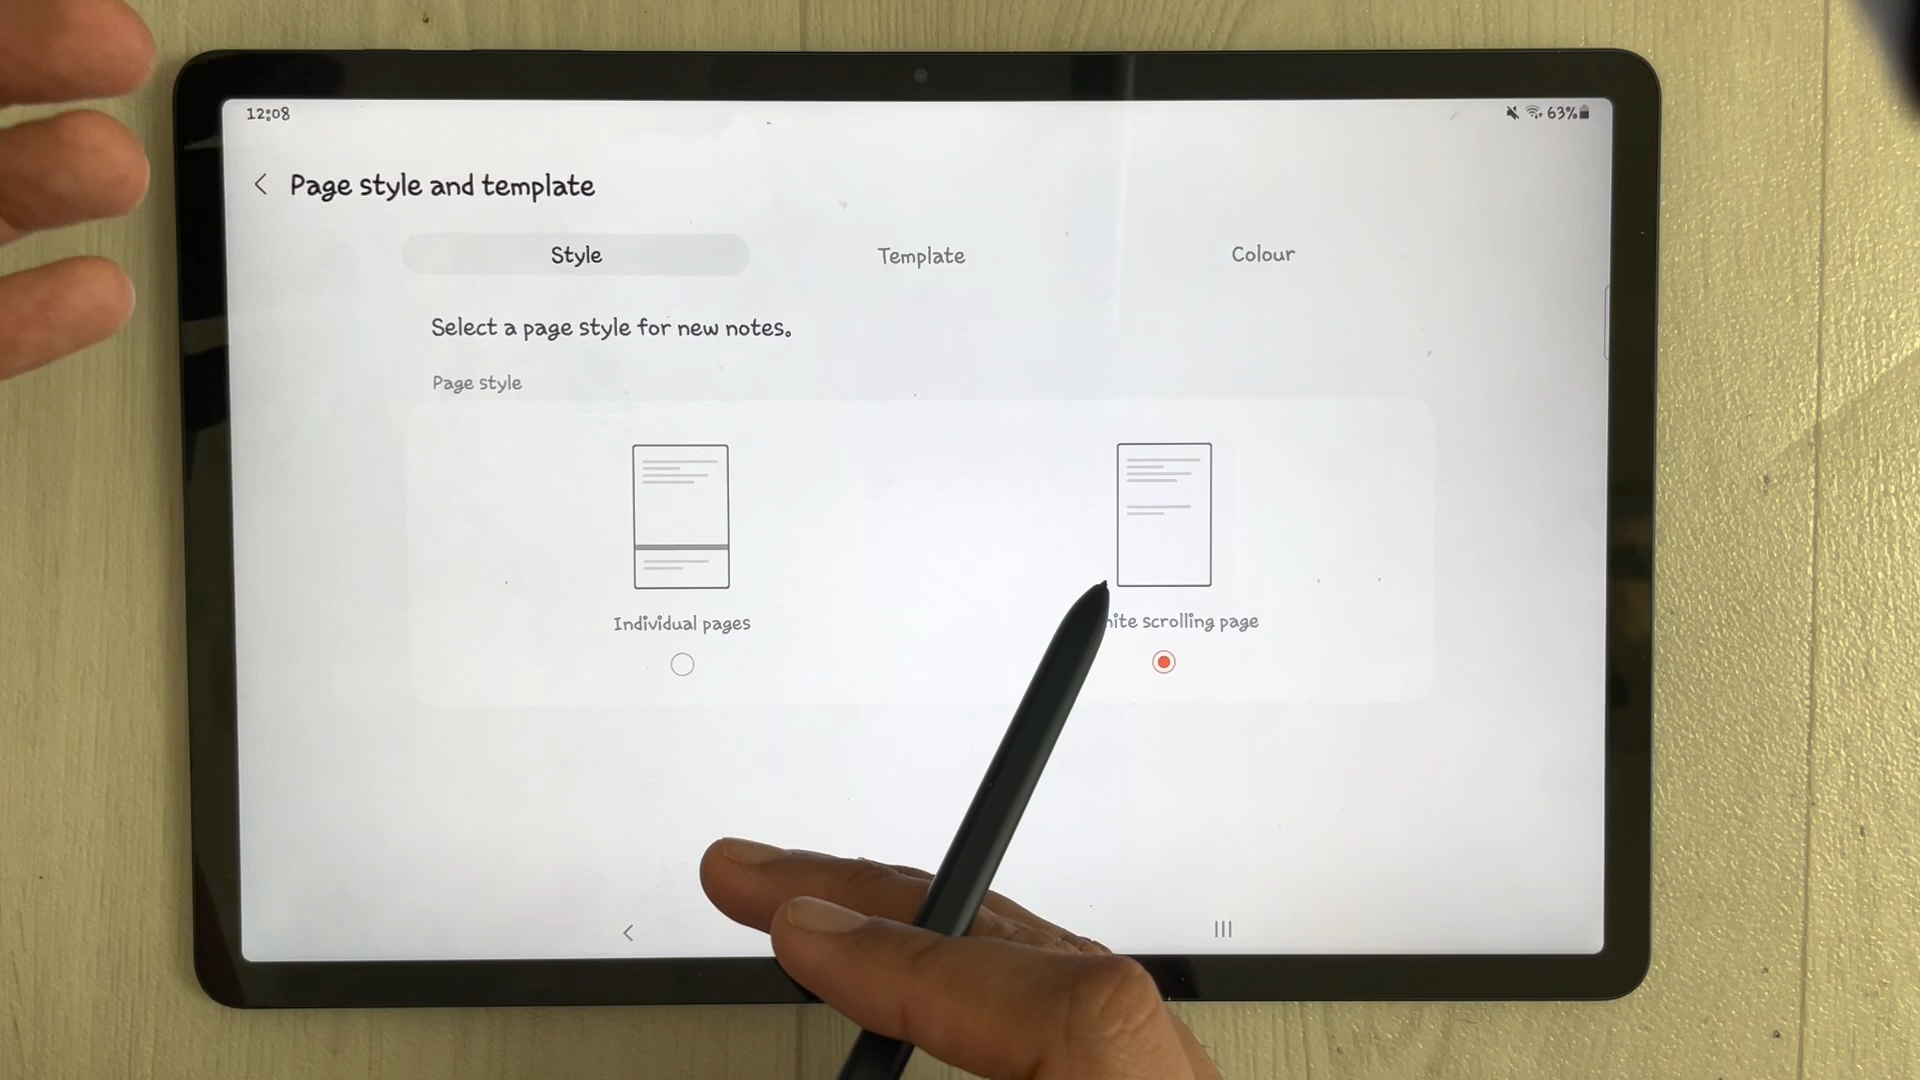 12:08
63%
Page style and template
Style Template Colour
Select a page style for new notes.
Page style
Individual pages
scrolling page